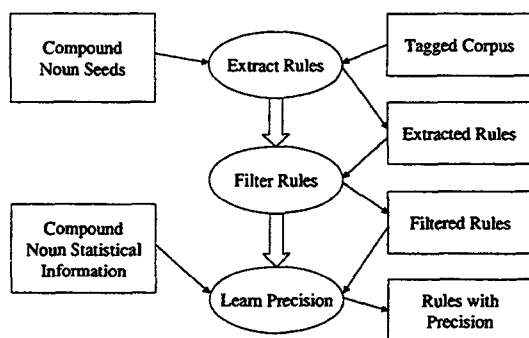 Compound
Noun Seeds
Extract Rules
Tagged Corpus
Extracted Rules
Filter Rules
Filtered Rules
Compound
Noun Statistical
Information
Learn Precision
Rules with
Precision